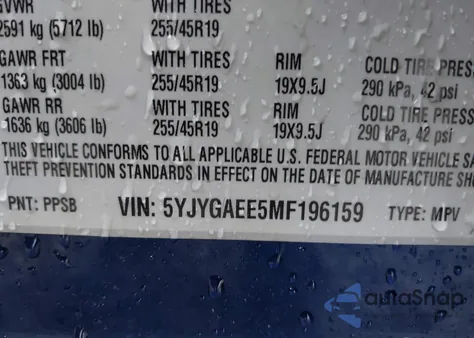 GVWR WITH TIRES
2591 kg (5712 lb) 255/45R19
GAWR FRT WITH TIRES RIM COLD TIRE PRESS
1363 kg (3004 lb) 255/45R19 19X9.5J 290 kPa, 42 psi
GAWR RR WITH TIRES RIM COLD TIRE PRESS
1636 kg (3606 lb) 255/45R19 19X9.5J 290 kPa, 42 psi
THIS VEHICLE CONFORMS TO ALL APPLICABLE U.S. FEDERAL MOTOR VEHICLE SA
THEFT PREVENTION STANDARDS IN EFFECT ON THE DATE OF MANUFACTURE SH
PNT: PPSB VIN: 5YJYGAEE5MF196159 TYPE: MPV
autoSnap